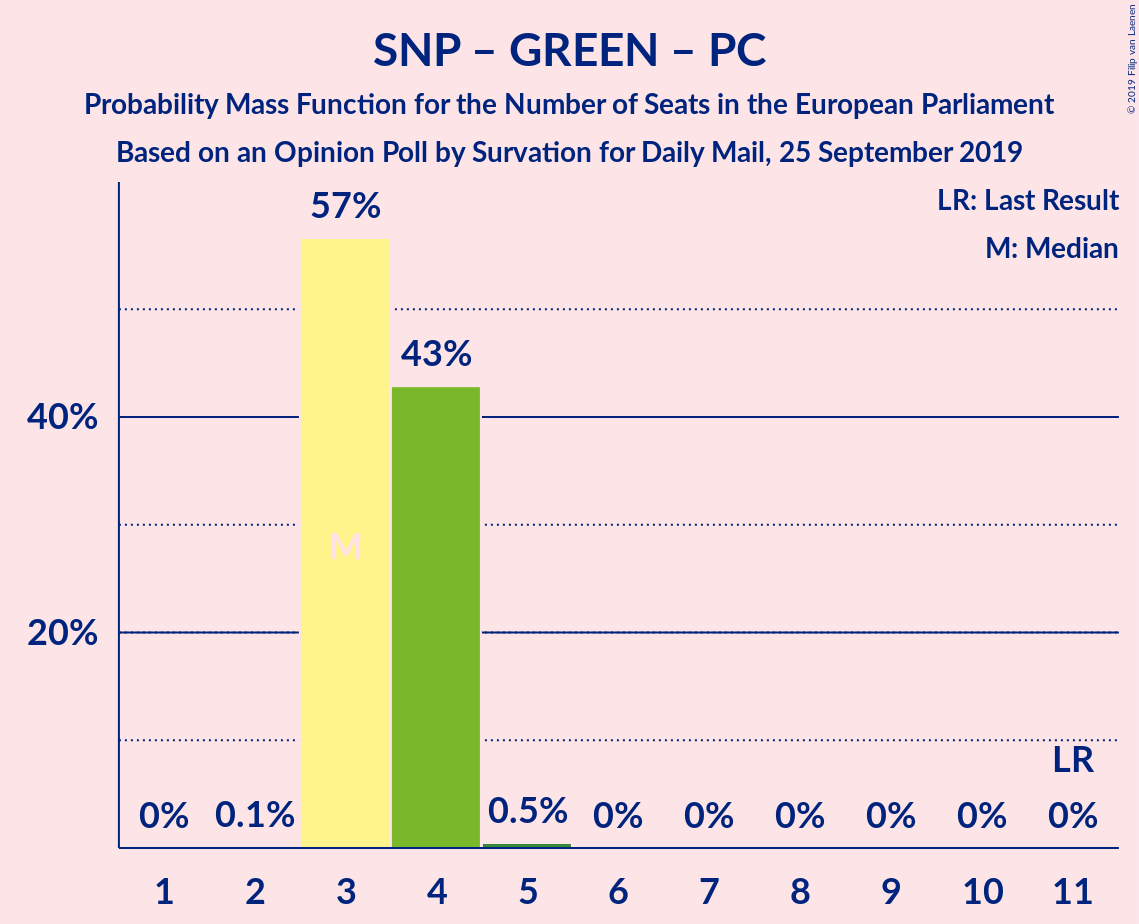 SNP – GREEN – PC
Probability Mass Function for the Number of Seats in the European Parliament
Based on an Opinion Poll by Survation for Daily Mail, 25 September 2019
© 2019 Filip van Laenen
LR: Last Result
M: Median
57%
43%
40%
M
20%
LR
0% 0.1% 0.5% 0% 0% 0% 0% 0% 0%
1 2 3 4 5 6 7 8 9 10 11